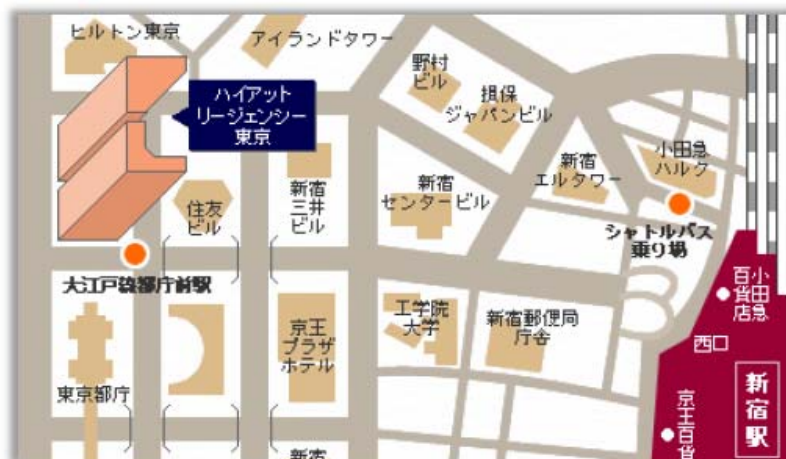 ヒルトン東京
アイランドタワー
野村
ビル
損保
ジャパンビル
ハイアット
リージェンシー
東京
小田急
ハルク
新宿
エルタワー
新宿
センタービル
新宿
三井
ビル
住友
ビル
シャトルバス
乗り場
大江戸線都庁前駅
小田急
百貨店
工学院
大学
新宿郵便局
庁舎
京王
プラザ
ホテル
西口
東京都庁
新宿駅
京王百貨
新宿